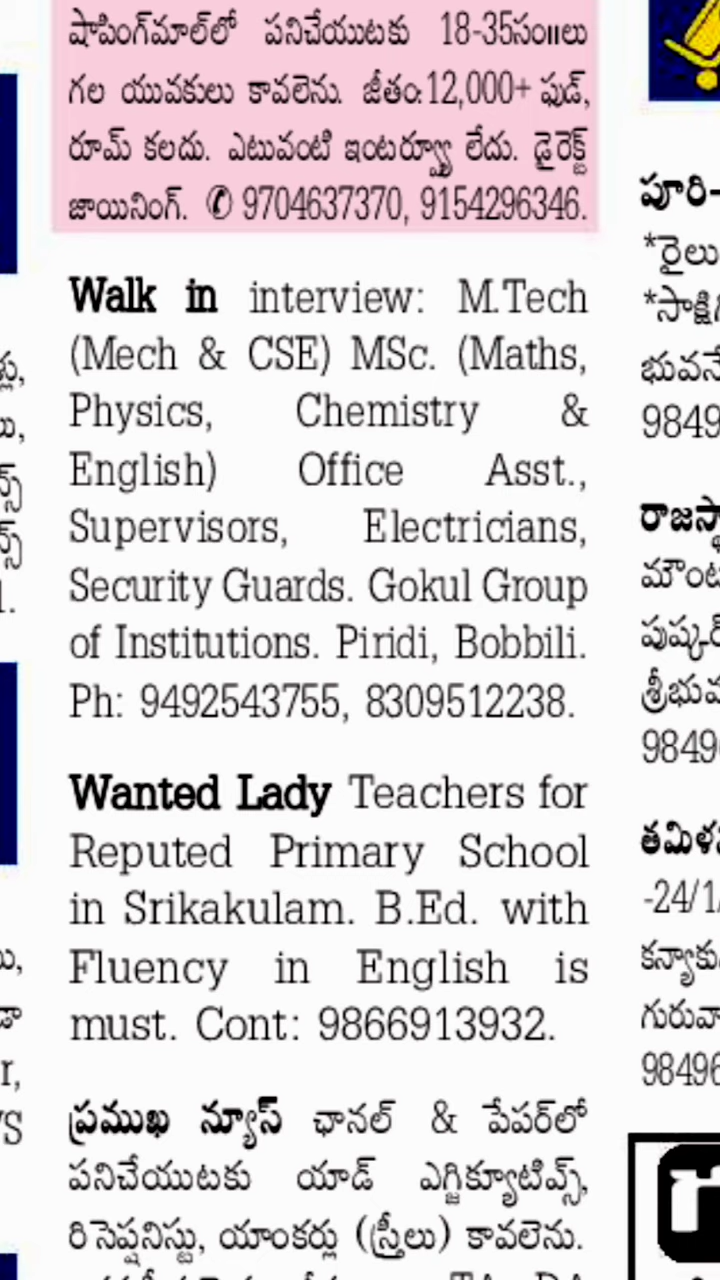 షాపింగ్‌మాల్‌లో పనిచేయుటకు 18-35సంıılు
గల యువకులు కావలెను. జీతం:12,000+ ఫుడ్,
రూమ్ కలదు. ఎటువంటి ఇంటర్వ్యూ లేదు. డైరెక్ట్
జాయినింగ్. ✆ 9704637370, 9154296346.
Walk in interview: M.Tech
(Mech & CSE) MSc. (Maths,
Physics, Chemistry &
English) Office Asst.,
Supervisors, Electricians,
Security Guards. Gokul Group
of Institutions. Piridi, Bobbili.
Ph: 9492543755, 8309512238.
Wanted Lady Teachers for
Reputed Primary School
in Srikakulam. B.Ed. with
Fluency in English is
must. Cont: 9866913932.
ప్రముఖ న్యూస్ ఛానల్ & పేపర్‌లో
పనిచేయుటకు యాడ్ ఎగ్జిక్యూటివ్స్,
రిసెప్షనిస్టు, యాంకర్లు (స్త్రీలు) కావలెను.
పూరి-
*రైలు
9849
-24/1/